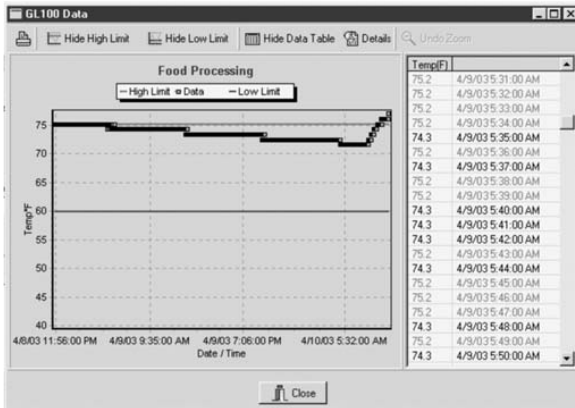 GL100 Data
Hide High Limit Hide Low Limit Hide Data Table Details Undo Zoom
Food Processing
High Limit Data Low Limit
75
70
65
60
55
50
45
40
Temp°F
4/8/03 11:56:00 PM 4/9/03 9:35:00 AM 4/9/03 7:06:00 PM 4/10/03 5:32:00 AM
Date / Time
Temp(F)
75.2 4/9/03 5:31:00 AM
75.2 4/9/03 5:32:00 AM
75.2 4/9/03 5:33:00 AM
75.2 4/9/03 5:34:00 AM
74.3 4/9/03 5:35:00 AM
75.2 4/9/03 5:36:00 AM
74.3 4/9/03 5:37:00 AM
75.2 4/9/03 5:38:00 AM
75.2 4/9/03 5:39:00 AM
74.3 4/9/03 5:40:00 AM
74.3 4/9/03 5:41:00 AM
74.3 4/9/03 5:42:00 AM
75.2 4/9/03 5:43:00 AM
74.3 4/9/03 5:44:00 AM
75.2 4/9/03 5:45:00 AM
75.2 4/9/03 5:46:00 AM
75.2 4/9/03 5:47:00 AM
74.3 4/9/03 5:48:00 AM
75.2 4/9/03 5:49:00 AM
74.3 4/9/03 5:50:00 AM
Close